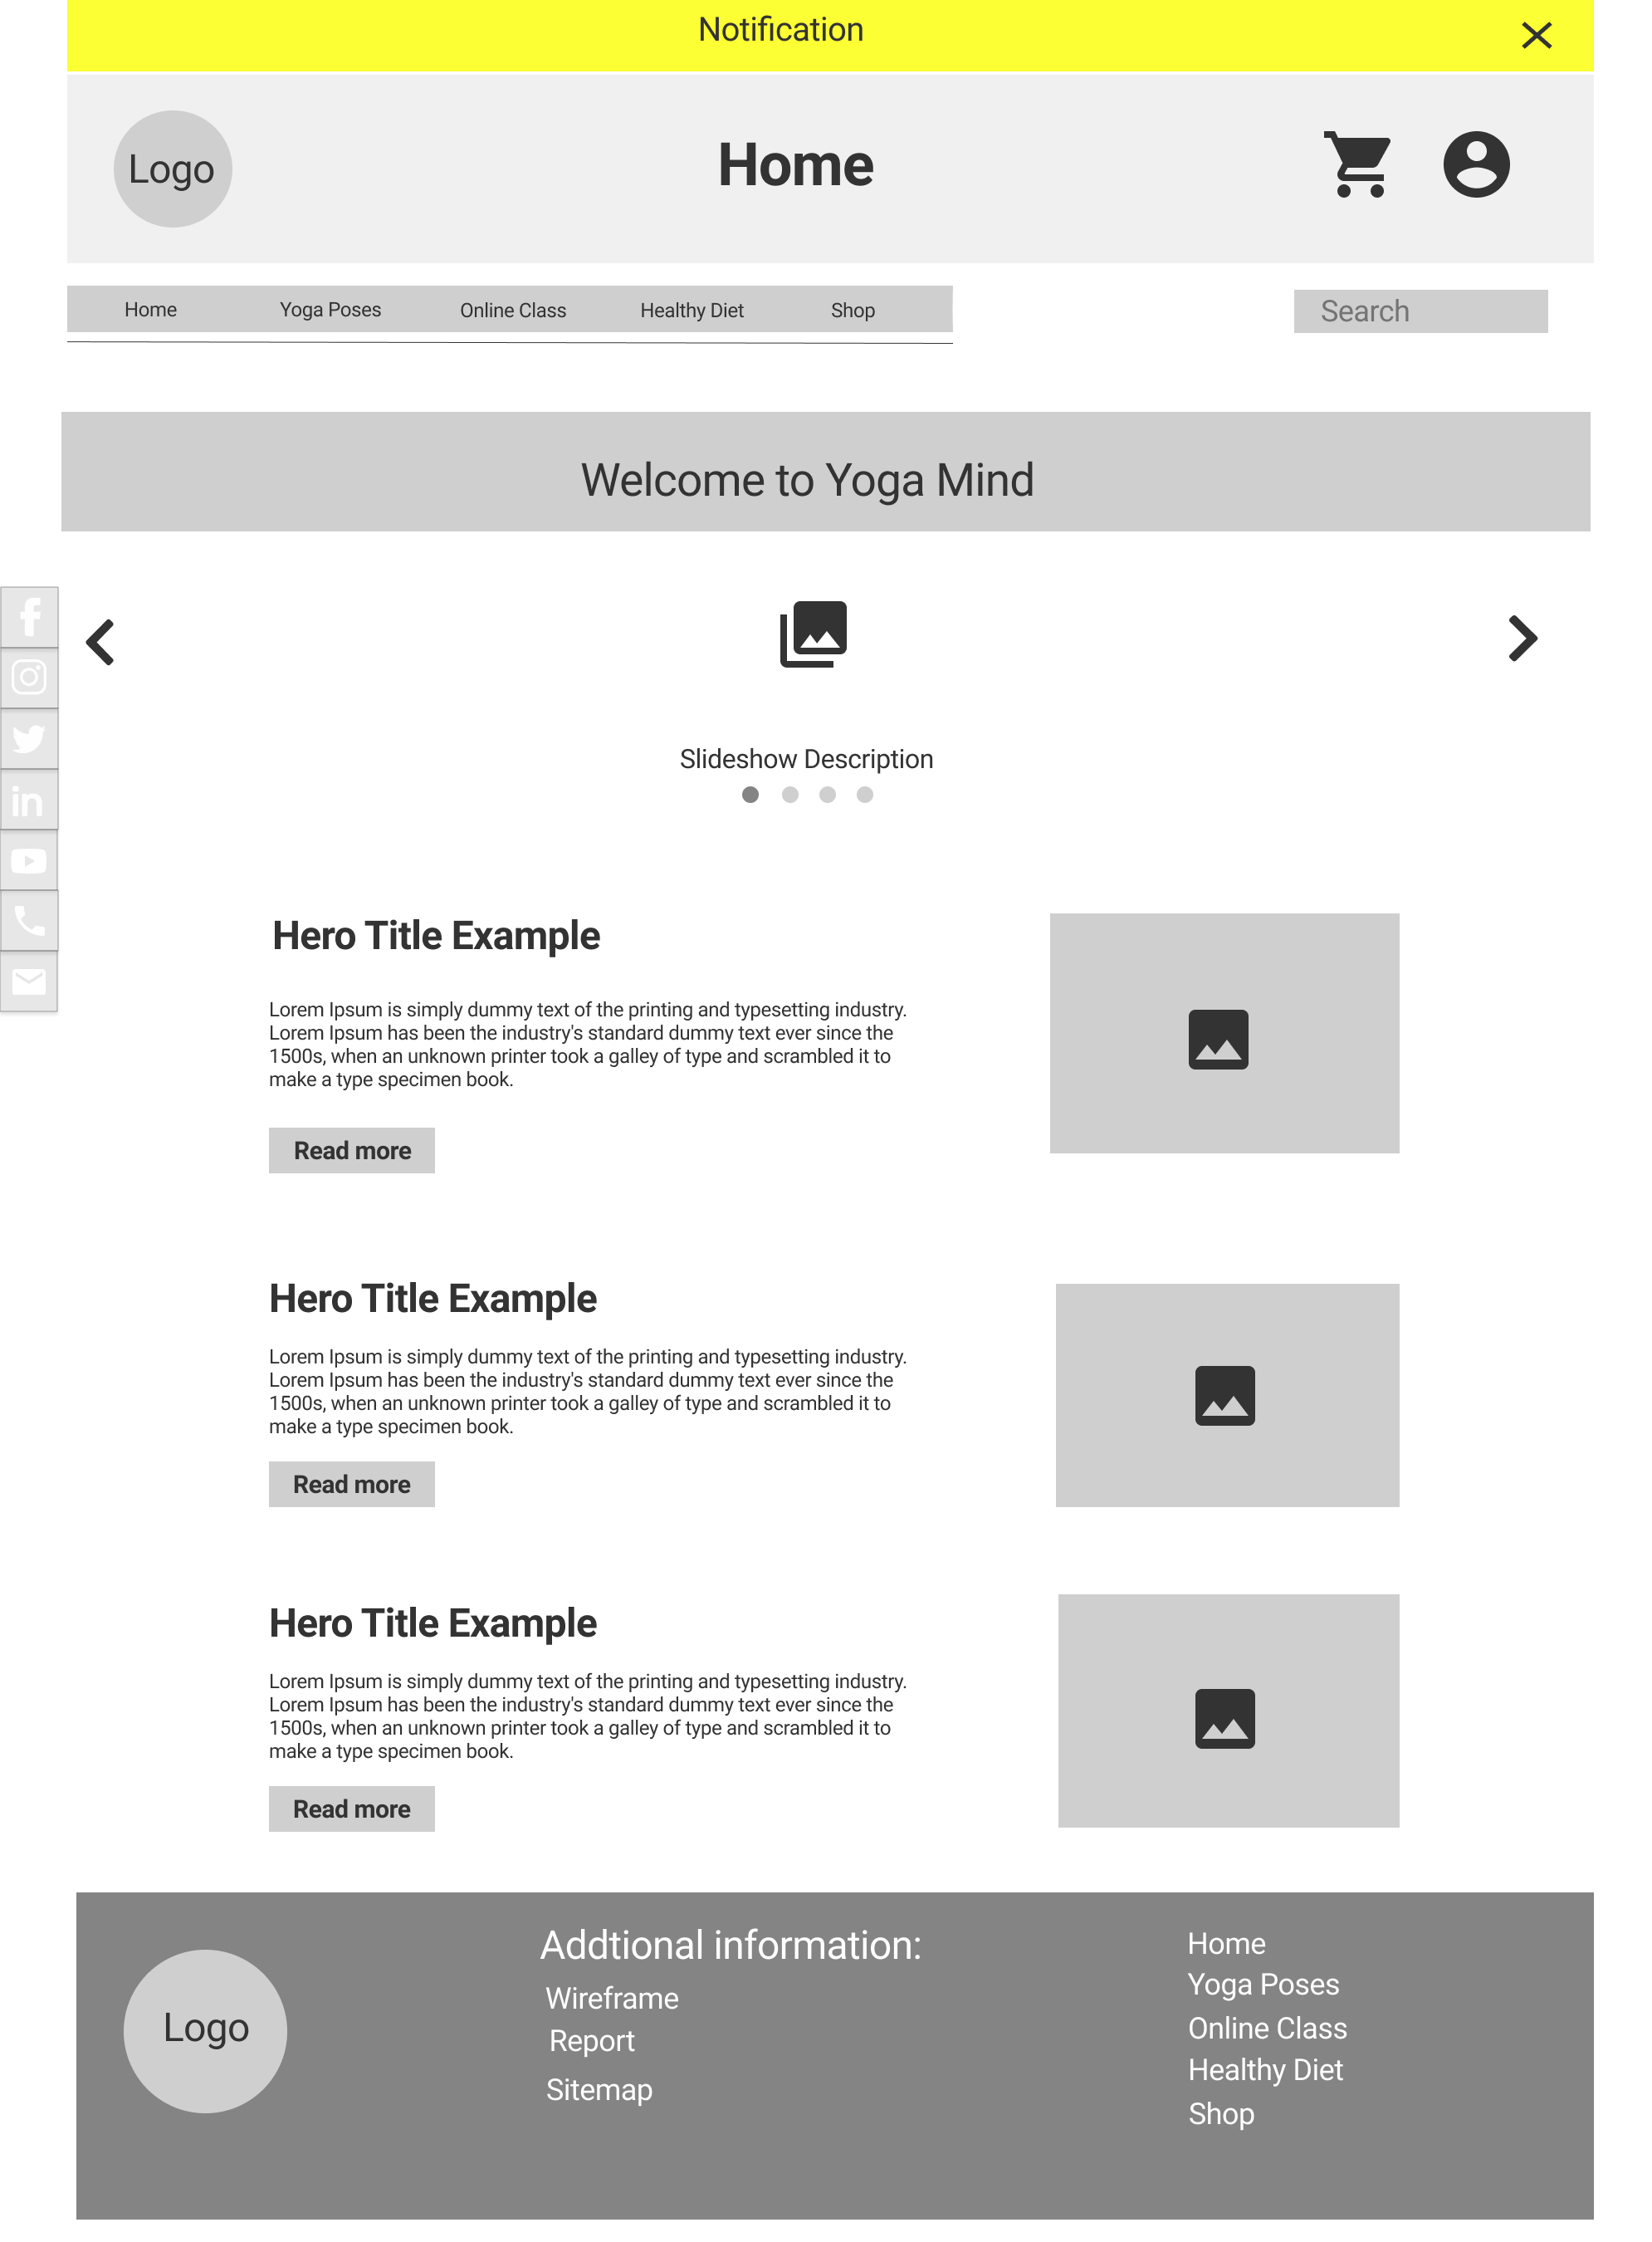 Notification
Logo
Home
Home
Yoga Poses
Online Class
Healthy Diet
Shop
Search
Welcome to Yoga Mind
Slideshow Description
Hero Title Example
Lorem Ipsum is simply dummy text of the printing and typesetting industry.
Lorem Ipsum has been the industry's standard dummy text ever since the
1500s, when an unknown printer took a galley of type and scrambled it to
make a type specimen book.
Read more
Hero Title Example
Lorem Ipsum is simply dummy text of the printing and typesetting industry.
Lorem Ipsum has been the industry's standard dummy text ever since the
1500s, when an unknown printer took a galley of type and scrambled it to
make a type specimen book.
Read more
Hero Title Example
Lorem Ipsum is simply dummy text of the printing and typesetting industry.
Lorem Ipsum has been the industry's standard dummy text ever since the
1500s, when an unknown printer took a galley of type and scrambled it to
make a type specimen book.
Read more
Logo
Addtional information:
Wireframe
Report
Sitemap
Home
Yoga Poses
Online Class
Healthy Diet
Shop